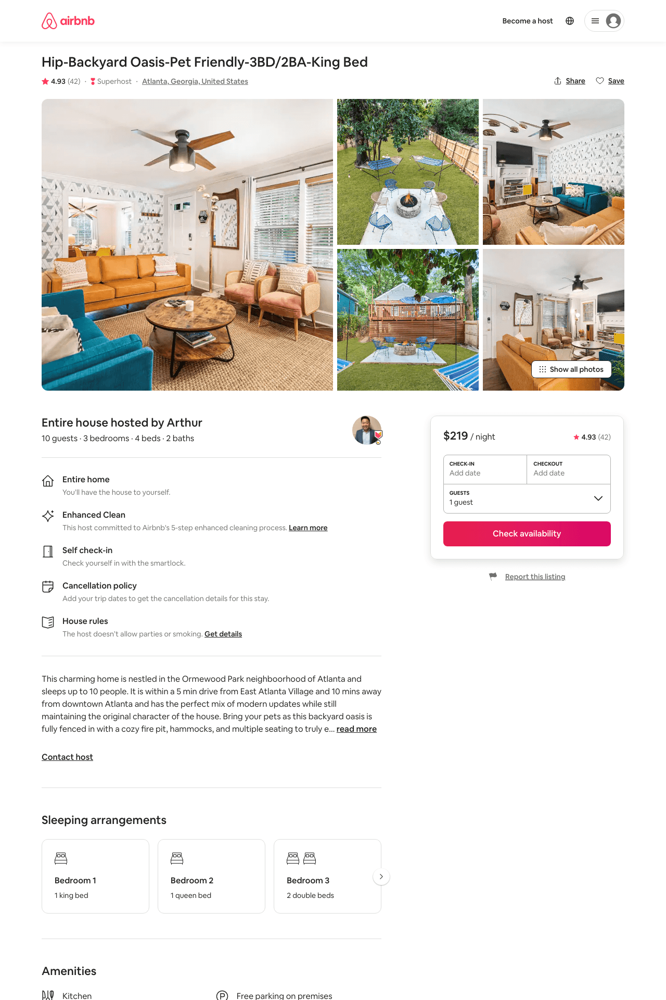 airbnb
Become a host
Hip-Backyard Oasis-Pet Friendly-3BD/2BA-King Bed
4.93 (42) · Superhost · Atlanta, Georgia, United States
Share Save
Show all photos
Entire house hosted by Arthur
10 guests · 3 bedrooms · 4 beds · 2 baths
$219 / night
4.93 (42)
CHECK-IN
Add date
CHECKOUT
Add date
GUESTS
1 guest
Check availability
Report this listing
Entire home
You'll have the house to yourself.
Enhanced Clean
This host committed to Airbnb's 5-step enhanced cleaning process. Learn more
Self check-in
Check yourself in with the smartlock.
Cancellation policy
Add your trip dates to get the cancellation details for this stay.
House rules
The host doesn't allow parties or smoking. Get details
This charming home is nestled in the Ormewood Park neighboorhood of Atlanta and
sleeps up to 10 people. It is within a 5 min drive from East Atlanta Village and 10 mins away
from downtown Atlanta and has the perfect mix of modern updates while still
maintaining the original character of the house. Bring your pets as this backyard oasis is
fully fenced in with a cozy fire pit, hammocks, and multiple seating to truly e... read more
Contact host
Sleeping arrangements
Bedroom 1
1 king bed
Bedroom 2
1 queen bed
Bedroom 3
2 double beds
Amenities
Kitchen
Free parking on premises